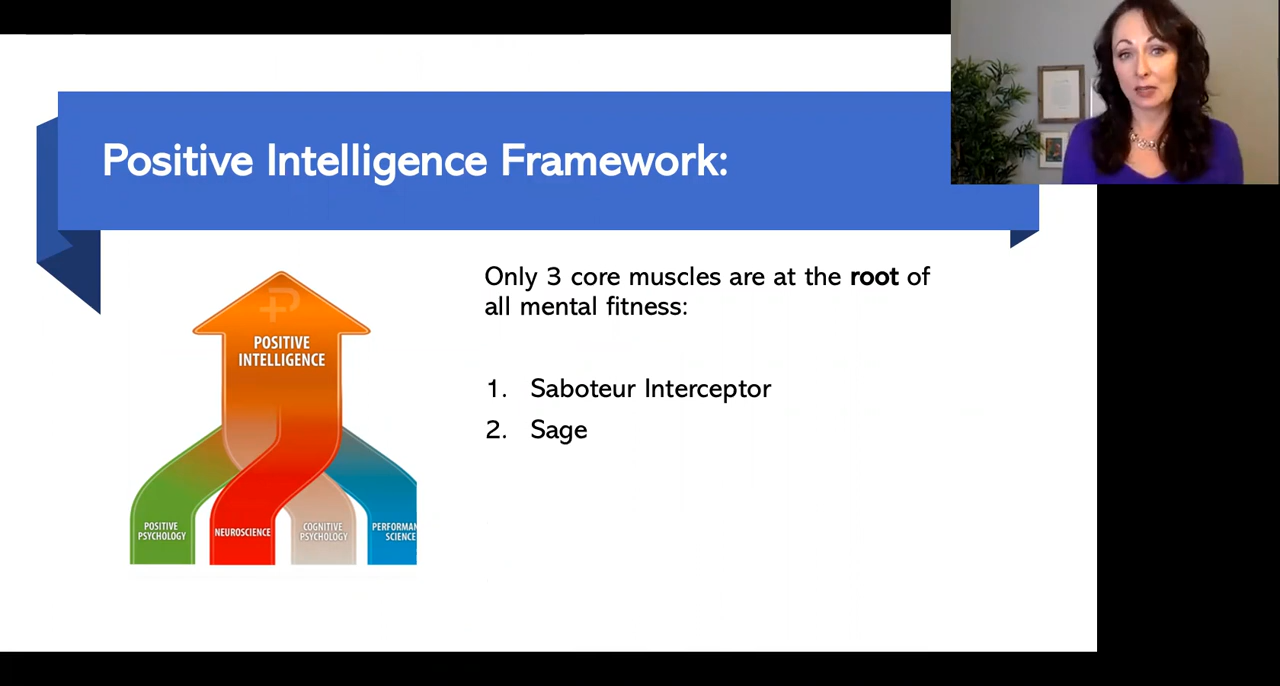 Positive Intelligence Framework:
Only 3 core muscles are at the root of
all mental fitness:
1. Saboteur Interceptor
2. Sage
POSITIVE
INTELLIGENCE
POSITIVE
PSYCHOLOGY
NEUROSCIENCE
COGNITIVE
PSYCHOLOGY
PERFORMAN
SCIENCE